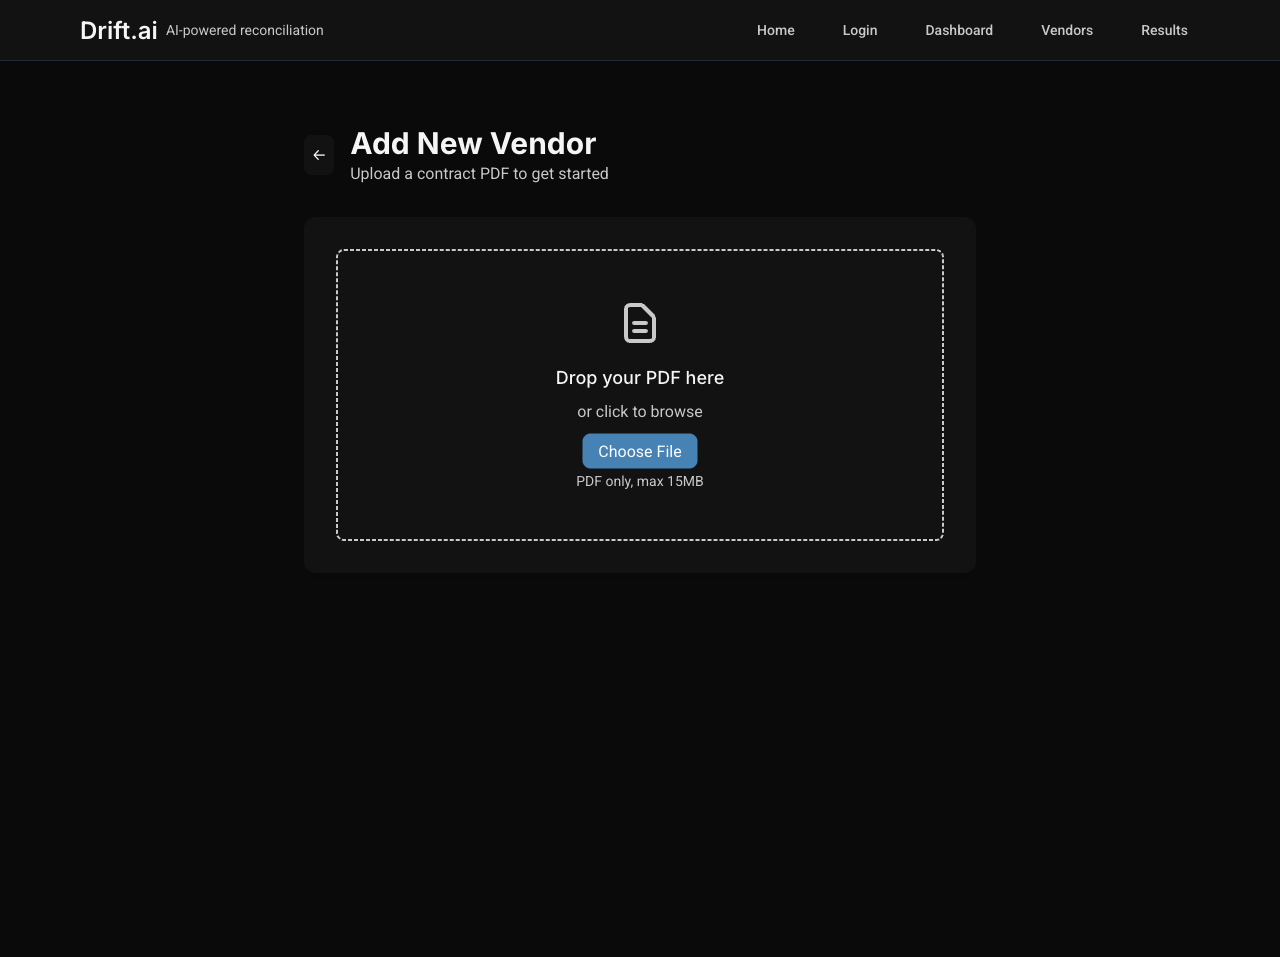 Drift.ai AI-powered reconciliation Home Login Dashboard Vendors Results
Add New Vendor
Upload a contract PDF to get started
Drop your PDF here
or click to browse
Choose File
PDF only, max 15MB